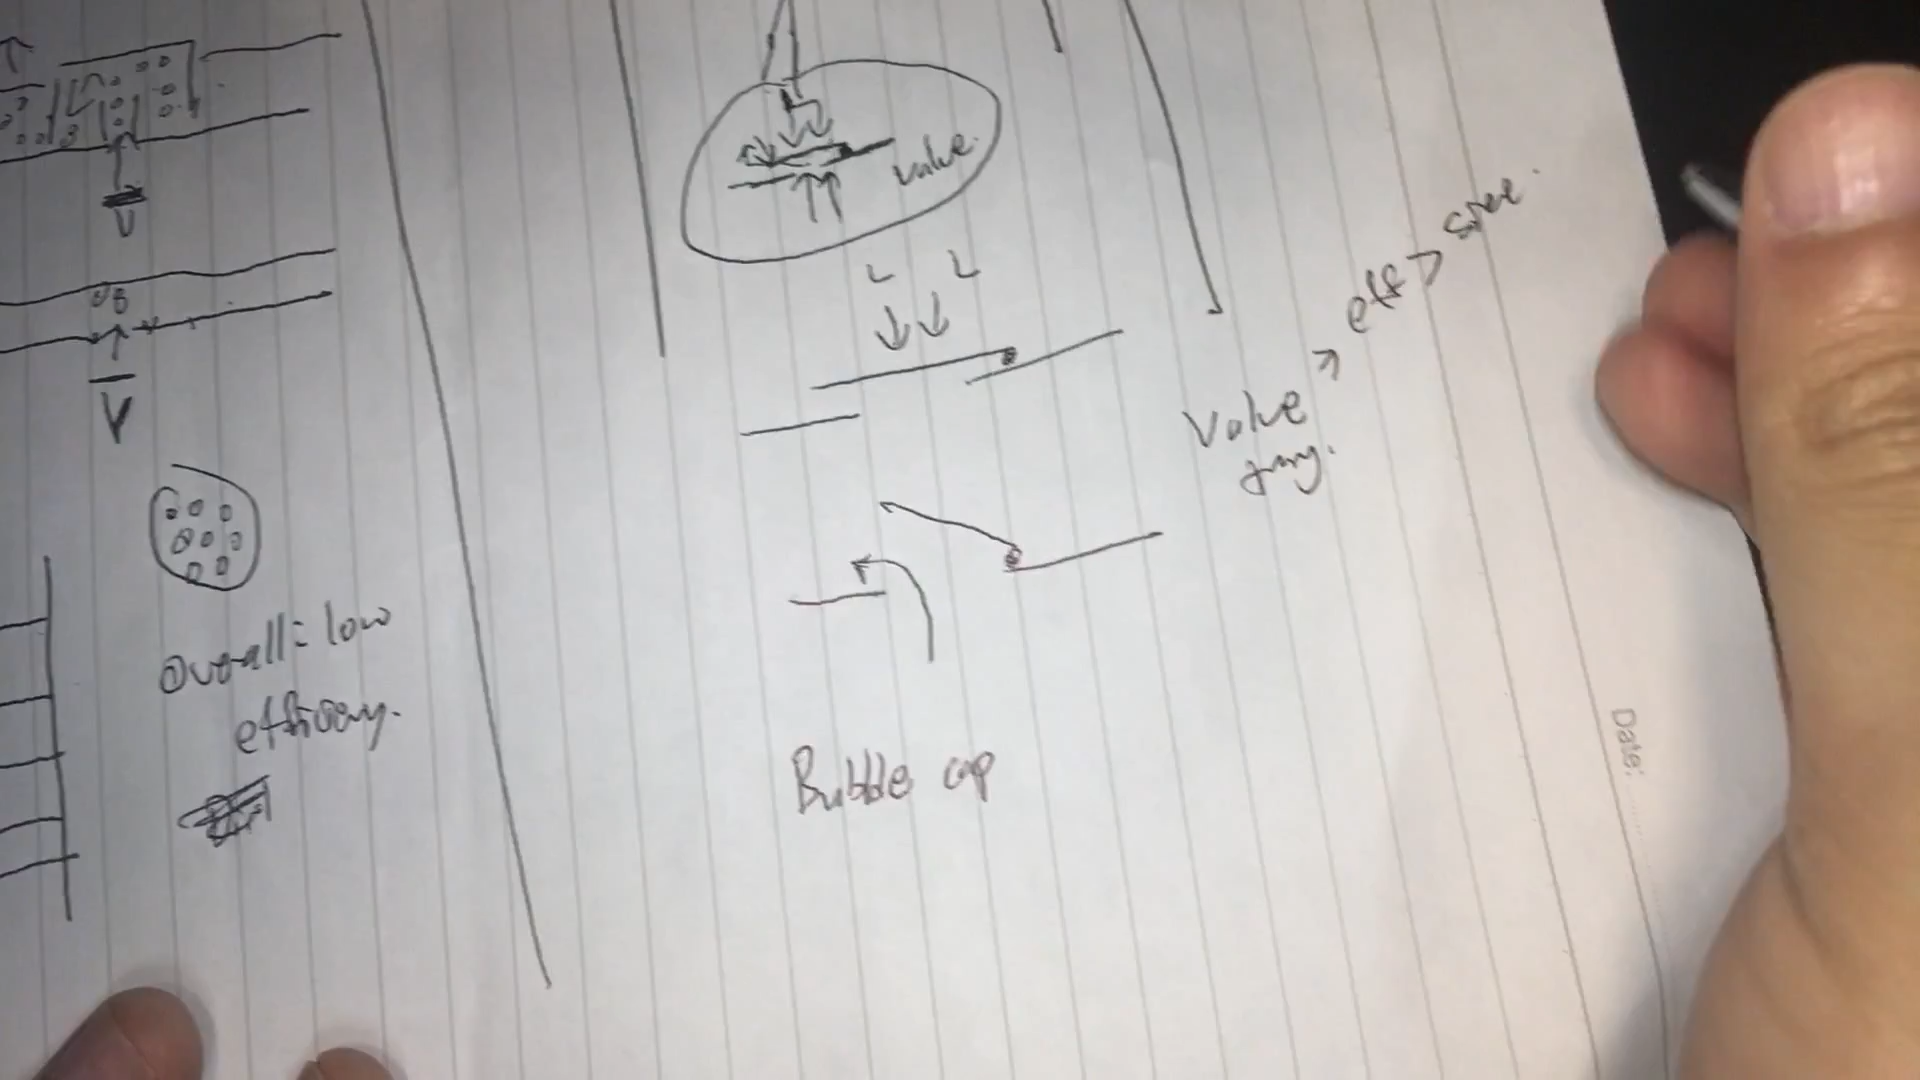 V
V
Overall: low
efficiency.
valve.
L L
Valve > eff > sieve.
tray.
Bubble cap
Date: